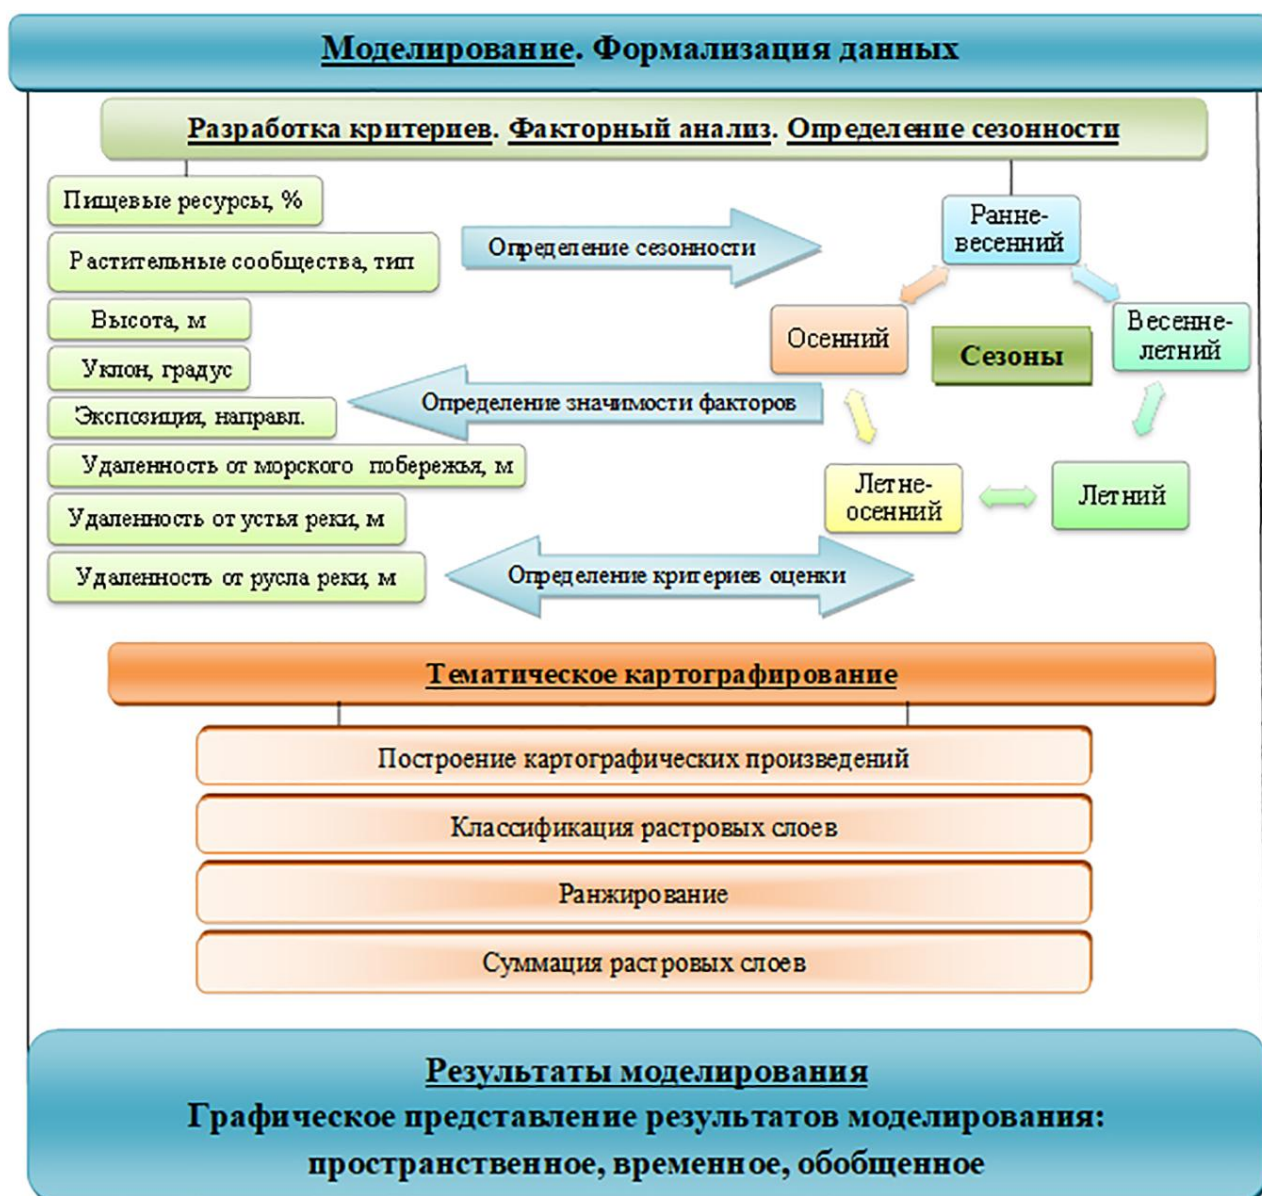 Моделирование. Формализация данных
Разработка критериев. Факторный анализ. Определение сезонности
Пищевые ресурсы, %
Растительные сообщества, тип
Высота, м
Уклон, градус
Экспозиция, направл.
Удаленность от морского побережья, м
Удаленность от устья реки, м
Удаленность от русла реки, м
Определение сезонности
Определение значимости факторов
Определение критериев оценки
Ранне-
весенний
Осенний
Сезоны
Весенне-
летний
Летне-
осенний
Летний
Тематическое картографирование
Построение картографических произведений
Классификация растровых слоев
Ранжирование
Суммация растровых слоев
Результаты моделирования
Графическое представление результатов моделирования:
пространственное, временное, обобщенное